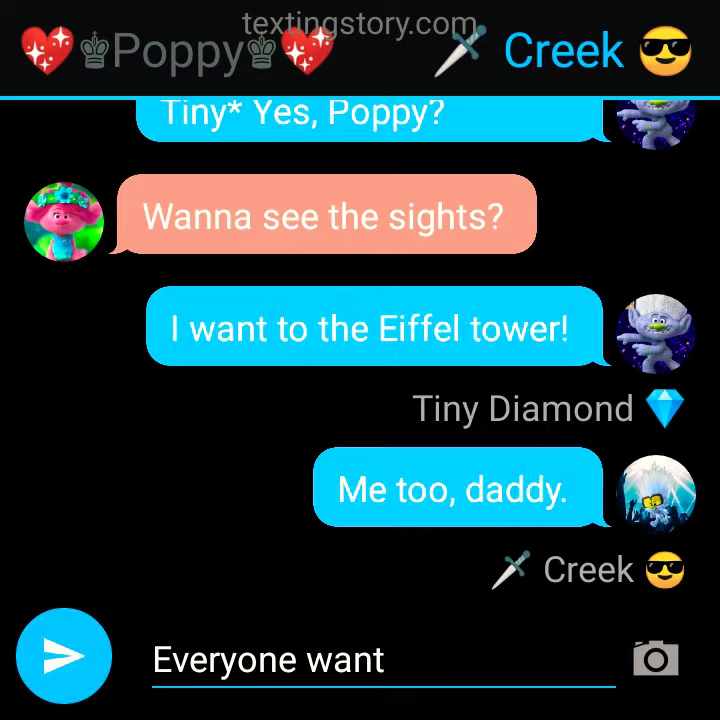 textingstory.com
💖♚Poppy♚💖 🗡️ Creek 😎
Tiny* Yes, Poppy?
Wanna see the sights?
I want to the Eiffel tower!
Tiny Diamond 💎
Me too, daddy.
🗡️ Creek 😎
Everyone want